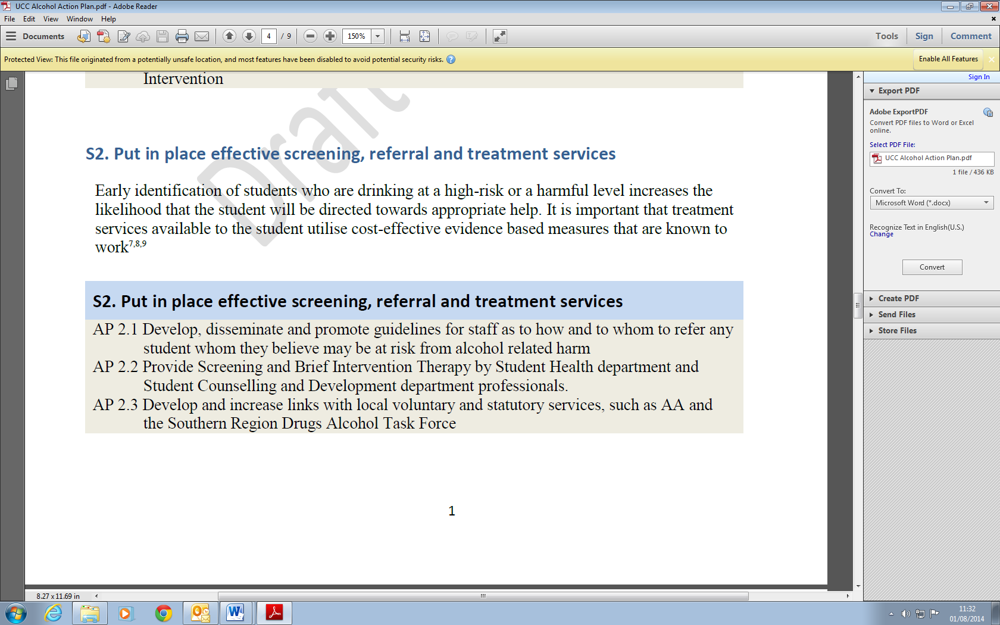 UCC Alcohol Action Plan.pdf - Adobe Reader
File Edit View Window Help
Documents 4 / 9 150% Tools Sign Comment
Protected View: This file originated from a potentially unsafe location, and most features have been disabled to avoid potential security risks. Enable All Features
Intervention
Draft
S2. Put in place effective screening, referral and treatment services
Early identification of students who are drinking at a high-risk or a harmful level increases the
likelihood that the student will be directed towards appropriate help. It is important that treatment
services available to the student utilise cost-effective evidence based measures that are known to
work7,8,9
S2. Put in place effective screening, referral and treatment services
AP 2.1 Develop, disseminate and promote guidelines for staff as to how and to whom to refer any
student whom they believe may be at risk from alcohol related harm
AP 2.2 Provide Screening and Brief Intervention Therapy by Student Health department and
Student Counselling and Development department professionals.
AP 2.3 Develop and increase links with local voluntary and statutory services, such as AA and
the Southern Region Drugs Alcohol Task Force
1
8.27 x 11.69 in
Sign In
Export PDF
Adobe ExportPDF
Convert PDF files to Word or Excel
online.
Select PDF File:
UCC Alcohol Action Plan.pdf
1 file / 436 KB
Convert To:
Microsoft Word (*.docx)
Recognize Text in English(U.S.)
Change
Convert
Create PDF
Send Files
Store Files
11:32
01/08/2014